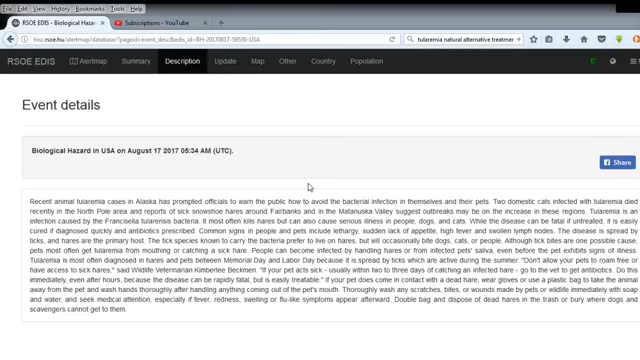 File Edit View History Bookmarks Tools Help
RSOE EDIS - Biological Hazar
Subscriptions - YouTube
hisz.rsoe.hu/alertmap/database/?pageid=event_desc&edis_id=BH-20170817-59530-USA
tularemia natural alternative treatmer
RSOE EDIS Alertmap Summary Description Update Map Other Country Population
Event details
Biological Hazard in USA on August 17 2017 05:34 AM (UTC).
Share
Recent animal tularemia cases in Alaska has prompted officials to warn the public how to avoid the bacterial infection in themselves and their pets. Two domestic cats infected with tularemia died
recently in the North Pole area and reports of sick snowshoe hares around Fairbanks and in the Matanuska Valley suggest outbreaks may be on the increase in these regions. Tularemia is an
infection caused by the Francisella tularensis bacteria. It most often kills hares but can also cause serious illness in people, dogs, and cats. While the disease can be fatal if untreated, it is easily
cured if diagnosed quickly and antibiotics prescribed. Common signs in people and pets include lethargy, sudden lack of appetite, high fever and swollen lymph nodes. The disease is spread by
ticks, and hares are the primary host. The tick species known to carry the bacteria prefer to live on hares, but will occasionally bite dogs, cats, or people. Although tick bites are one possible cause,
pets most often get tularemia from mouthing or catching a sick hare. People can become infected by handling hares or from infected pets' saliva, even before the pet exhibits signs of illness.
Tularemia is most often diagnosed in hares and pets between Memorial Day and Labor Day because it is spread by ticks which are active during the summer. "Don't allow your pets to roam free or
have access to sick hares," said Wildlife Veterinarian Kimberlee Beckmen. "If your pet acts sick - usually within two to three days of catching an infected hare - go to the vet to get antibiotics. Do this
immediately, even after hours, because the disease can be rapidly fatal, but is easily treatable." If your pet does come in contact with a dead hare, wear gloves or use a plastic bag to take the animal
away from the pet and wash hands thoroughly after handling anything coming out of the pet's mouth. Thoroughly wash any scratches, bites, or wounds made by pets or wildlife immediately with soap
and water, and seek medical attention, especially if fever, redness, swelling or flu-like symptoms appear afterward. Double bag and dispose of dead hares in the trash or bury where dogs and
scavengers cannot get to them.